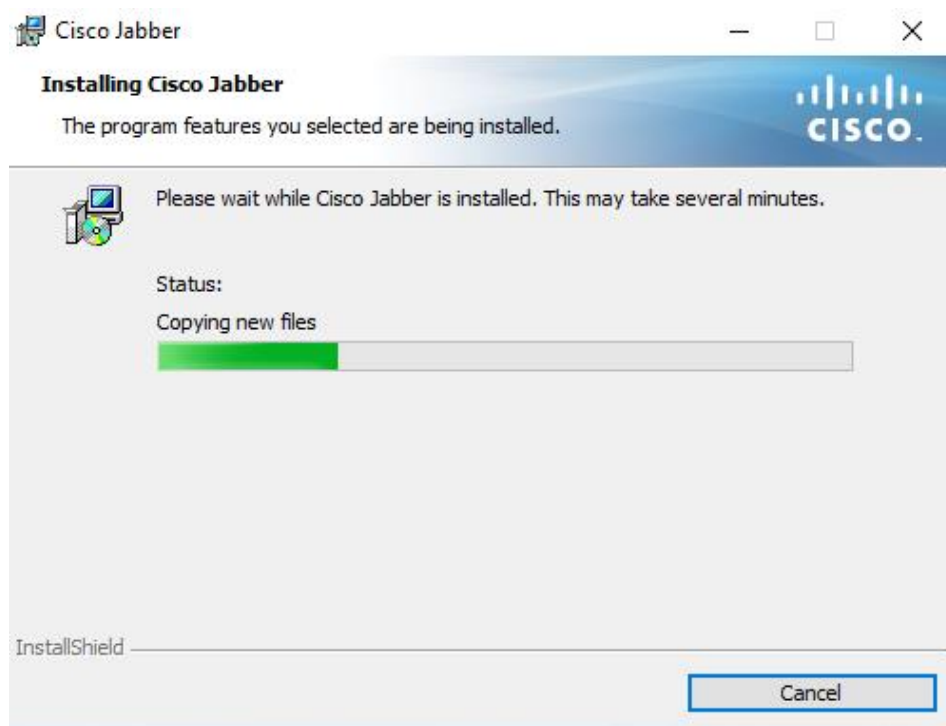 Cisco Jabber
Installing Cisco Jabber
The program features you selected are being installed.
CISCO.
Please wait while Cisco Jabber is installed. This may take several minutes.
Status:
Copying new files
InstallShield
Cancel